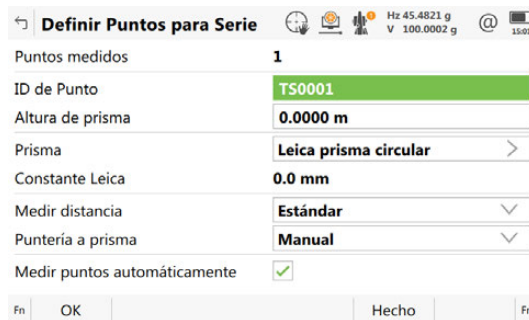 Definir Puntos para Serie
Hz 45.4821 g
V 100.0002 g
@
15:01
Puntos medidos 1
ID de Punto TS0001
Altura de prisma 0.0000 m
Prisma Leica prisma circular
Constante Leica 0.0 mm
Medir distancia Estándar
Puntería a prisma Manual
Medir puntos automáticamente
Fn OK Hecho